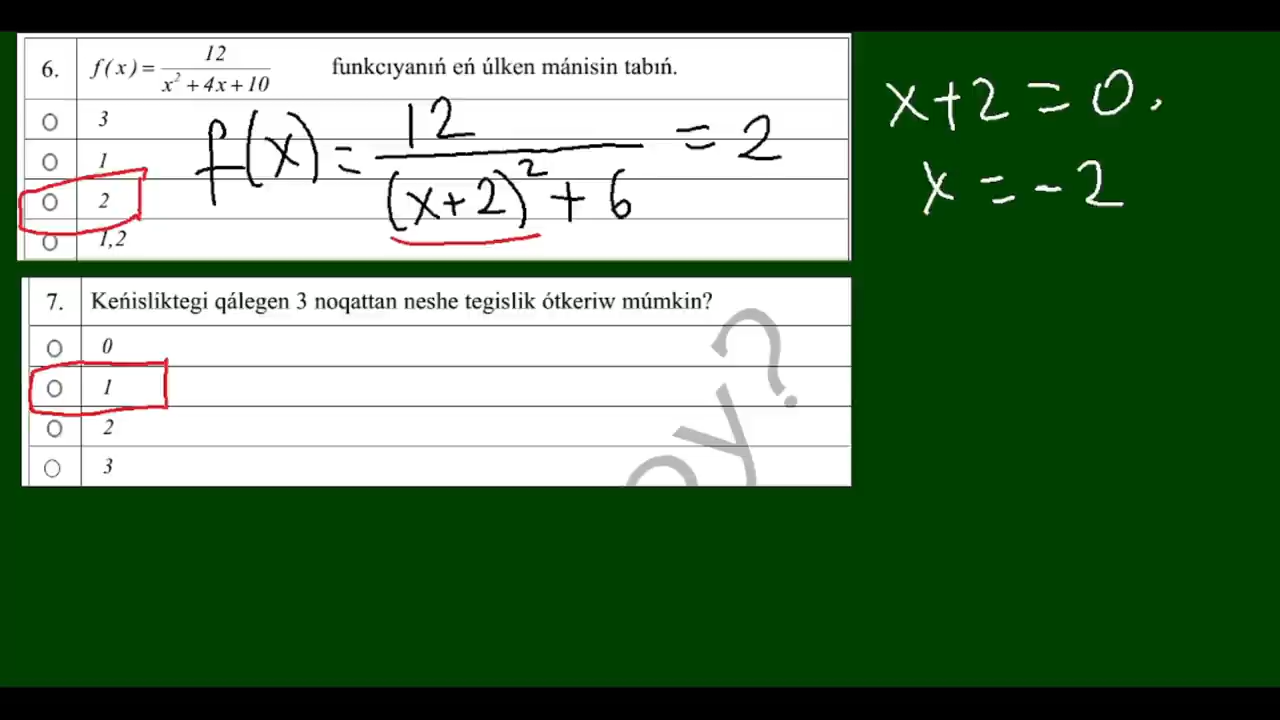 6. f(x) = 12 / (x² + 4x + 10) funkcıyanıń eń úlken mánisin tabıń.
3
1
2
1,2
f(x) = 12 / ((x+2)² + 6) = 2
x+2=0.
x=-2
7. Keńisliktegi qálegen 3 noqattan neshe tegislik ótkeriw múmkin?
0
1
2
3
oy?